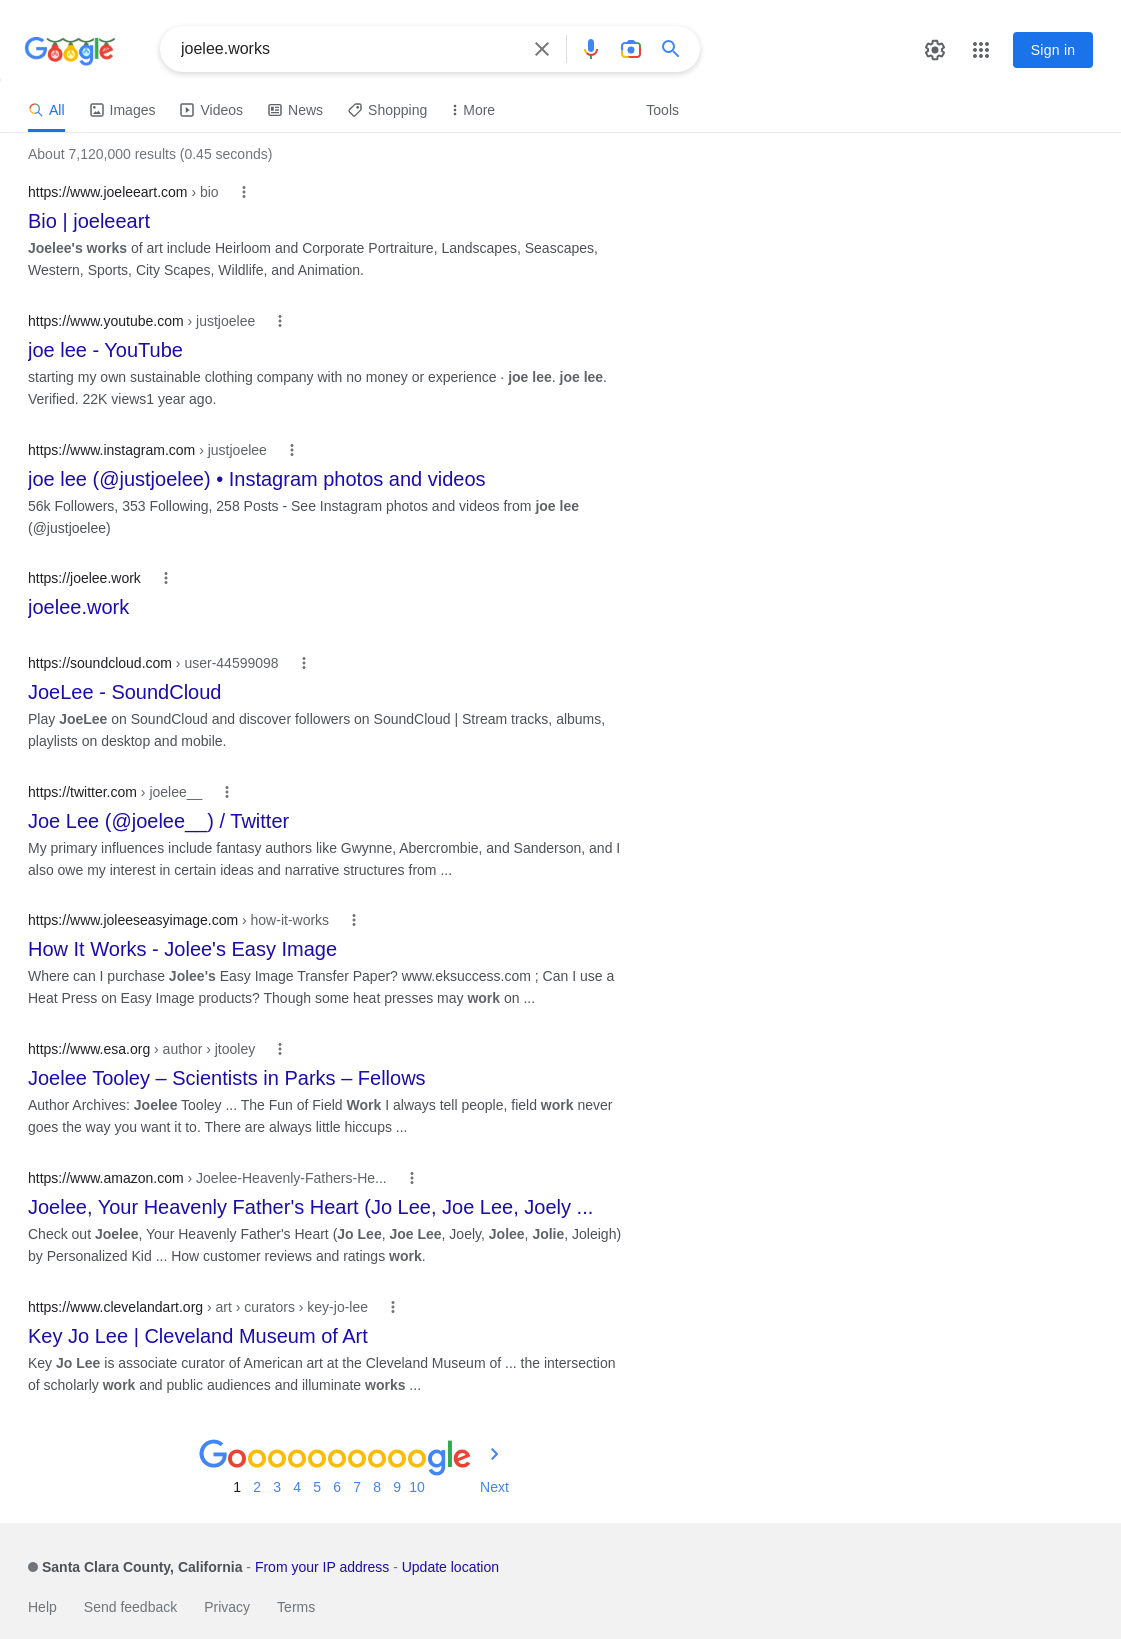 Google
joelee.works
Sign in
All
Images
Videos
News
Shopping
More
Tools
About 7,120,000 results (0.45 seconds)
https://www.joeleeart.com › bio
Bio | joeleeart
Joelee's works of art include Heirloom and Corporate Portraiture, Landscapes, Seascapes,
Western, Sports, City Scapes, Wildlife, and Animation.
https://www.youtube.com › justjoelee
joe lee - YouTube
starting my own sustainable clothing company with no money or experience · joe lee. joe lee.
Verified. 22K views1 year ago.
https://www.instagram.com › justjoelee
joe lee (@justjoelee) • Instagram photos and videos
56k Followers, 353 Following, 258 Posts - See Instagram photos and videos from joe lee
(@justjoelee)
https://joelee.work
joelee.work
https://soundcloud.com › user-44599098
JoeLee - SoundCloud
Play JoeLee on SoundCloud and discover followers on SoundCloud | Stream tracks, albums,
playlists on desktop and mobile.
https://twitter.com › joelee__
Joe Lee (@joelee__) / Twitter
My primary influences include fantasy authors like Gwynne, Abercrombie, and Sanderson, and I
also owe my interest in certain ideas and narrative structures from ...
https://www.joleeseasyimage.com › how-it-works
How It Works - Jolee's Easy Image
Where can I purchase Jolee's Easy Image Transfer Paper? www.eksuccess.com ; Can I use a
Heat Press on Easy Image products? Though some heat presses may work on ...
https://www.esa.org › author › jtooley
Joelee Tooley – Scientists in Parks – Fellows
Author Archives: Joelee Tooley ... The Fun of Field Work I always tell people, field work never
goes the way you want it to. There are always little hiccups ...
https://www.amazon.com › Joelee-Heavenly-Fathers-He...
Joelee, Your Heavenly Father's Heart (Jo Lee, Joe Lee, Joely ...
Check out Joelee, Your Heavenly Father's Heart (Jo Lee, Joe Lee, Joely, Jolee, Jolie, Joleigh)
by Personalized Kid ... How customer reviews and ratings work.
https://www.clevelandart.org › art › curators › key-jo-lee
Key Jo Lee | Cleveland Museum of Art
Key Jo Lee is associate curator of American art at the Cleveland Museum of ... the intersection
of scholarly work and public audiences and illuminate works ...
Goooooooooogle
1 2 3 4 5 6 7 8 9 10 Next
Santa Clara County, California - From your IP address - Update location
Help Send feedback Privacy Terms